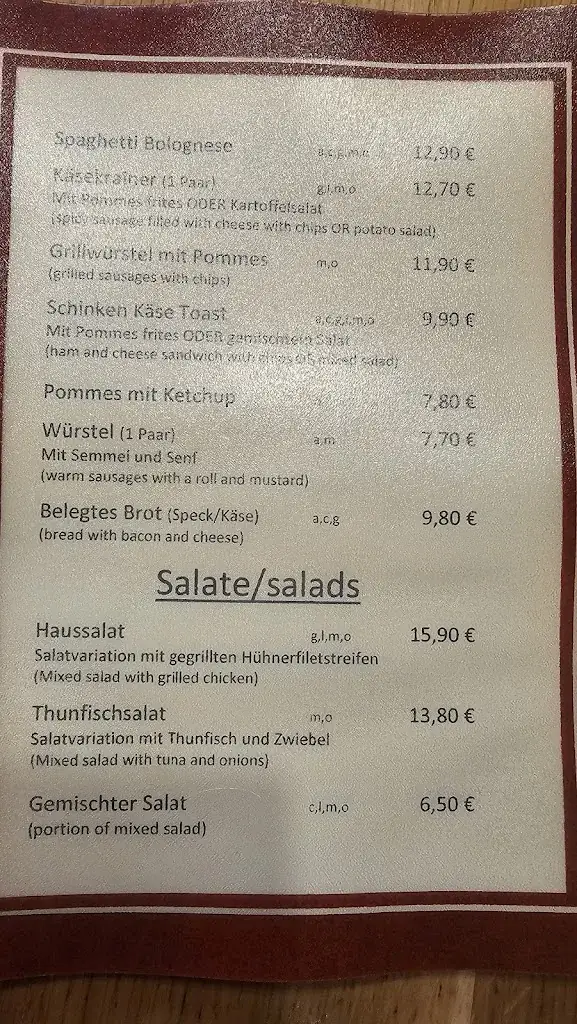 Spaghetti Bolognese 12,90 €
Käsekrainer (1 Paar) g,l,m,o 12,70 €
Mit Pommes frites ODER Kartoffelsalat
(spicy sausage filled with cheese with chips OR potato salad)
Grillwürstel mit Pommes m,o 11,90 €
(grilled sausages with chips)
Schinken Käse Toast a,c,g,l,m,o 9,90 €
Mit Pommes frites ODER gemischtem Salat
(ham and cheese sandwich with chips OR mixed salad)
Pommes mit Ketchup 7,80 €
Würstel (1 Paar) a,m 7,70 €
Mit Semmel und Senf
(warm sausages with a roll and mustard)
Belegtes Brot (Speck/Käse) a,c,g 9,80 €
(bread with bacon and cheese)
Salate/salads
Haussalat g,l,m,o 15,90 €
Salatvariation mit gegrillten Hühnerfiletstreifen
(Mixed salad with grilled chicken)
Thunfischsalat m,o 13,80 €
Salatvariation mit Thunfisch und Zwiebel
(Mixed salad with tuna and onions)
Gemischter Salat c,l,m,o 6,50 €
(portion of mixed salad)